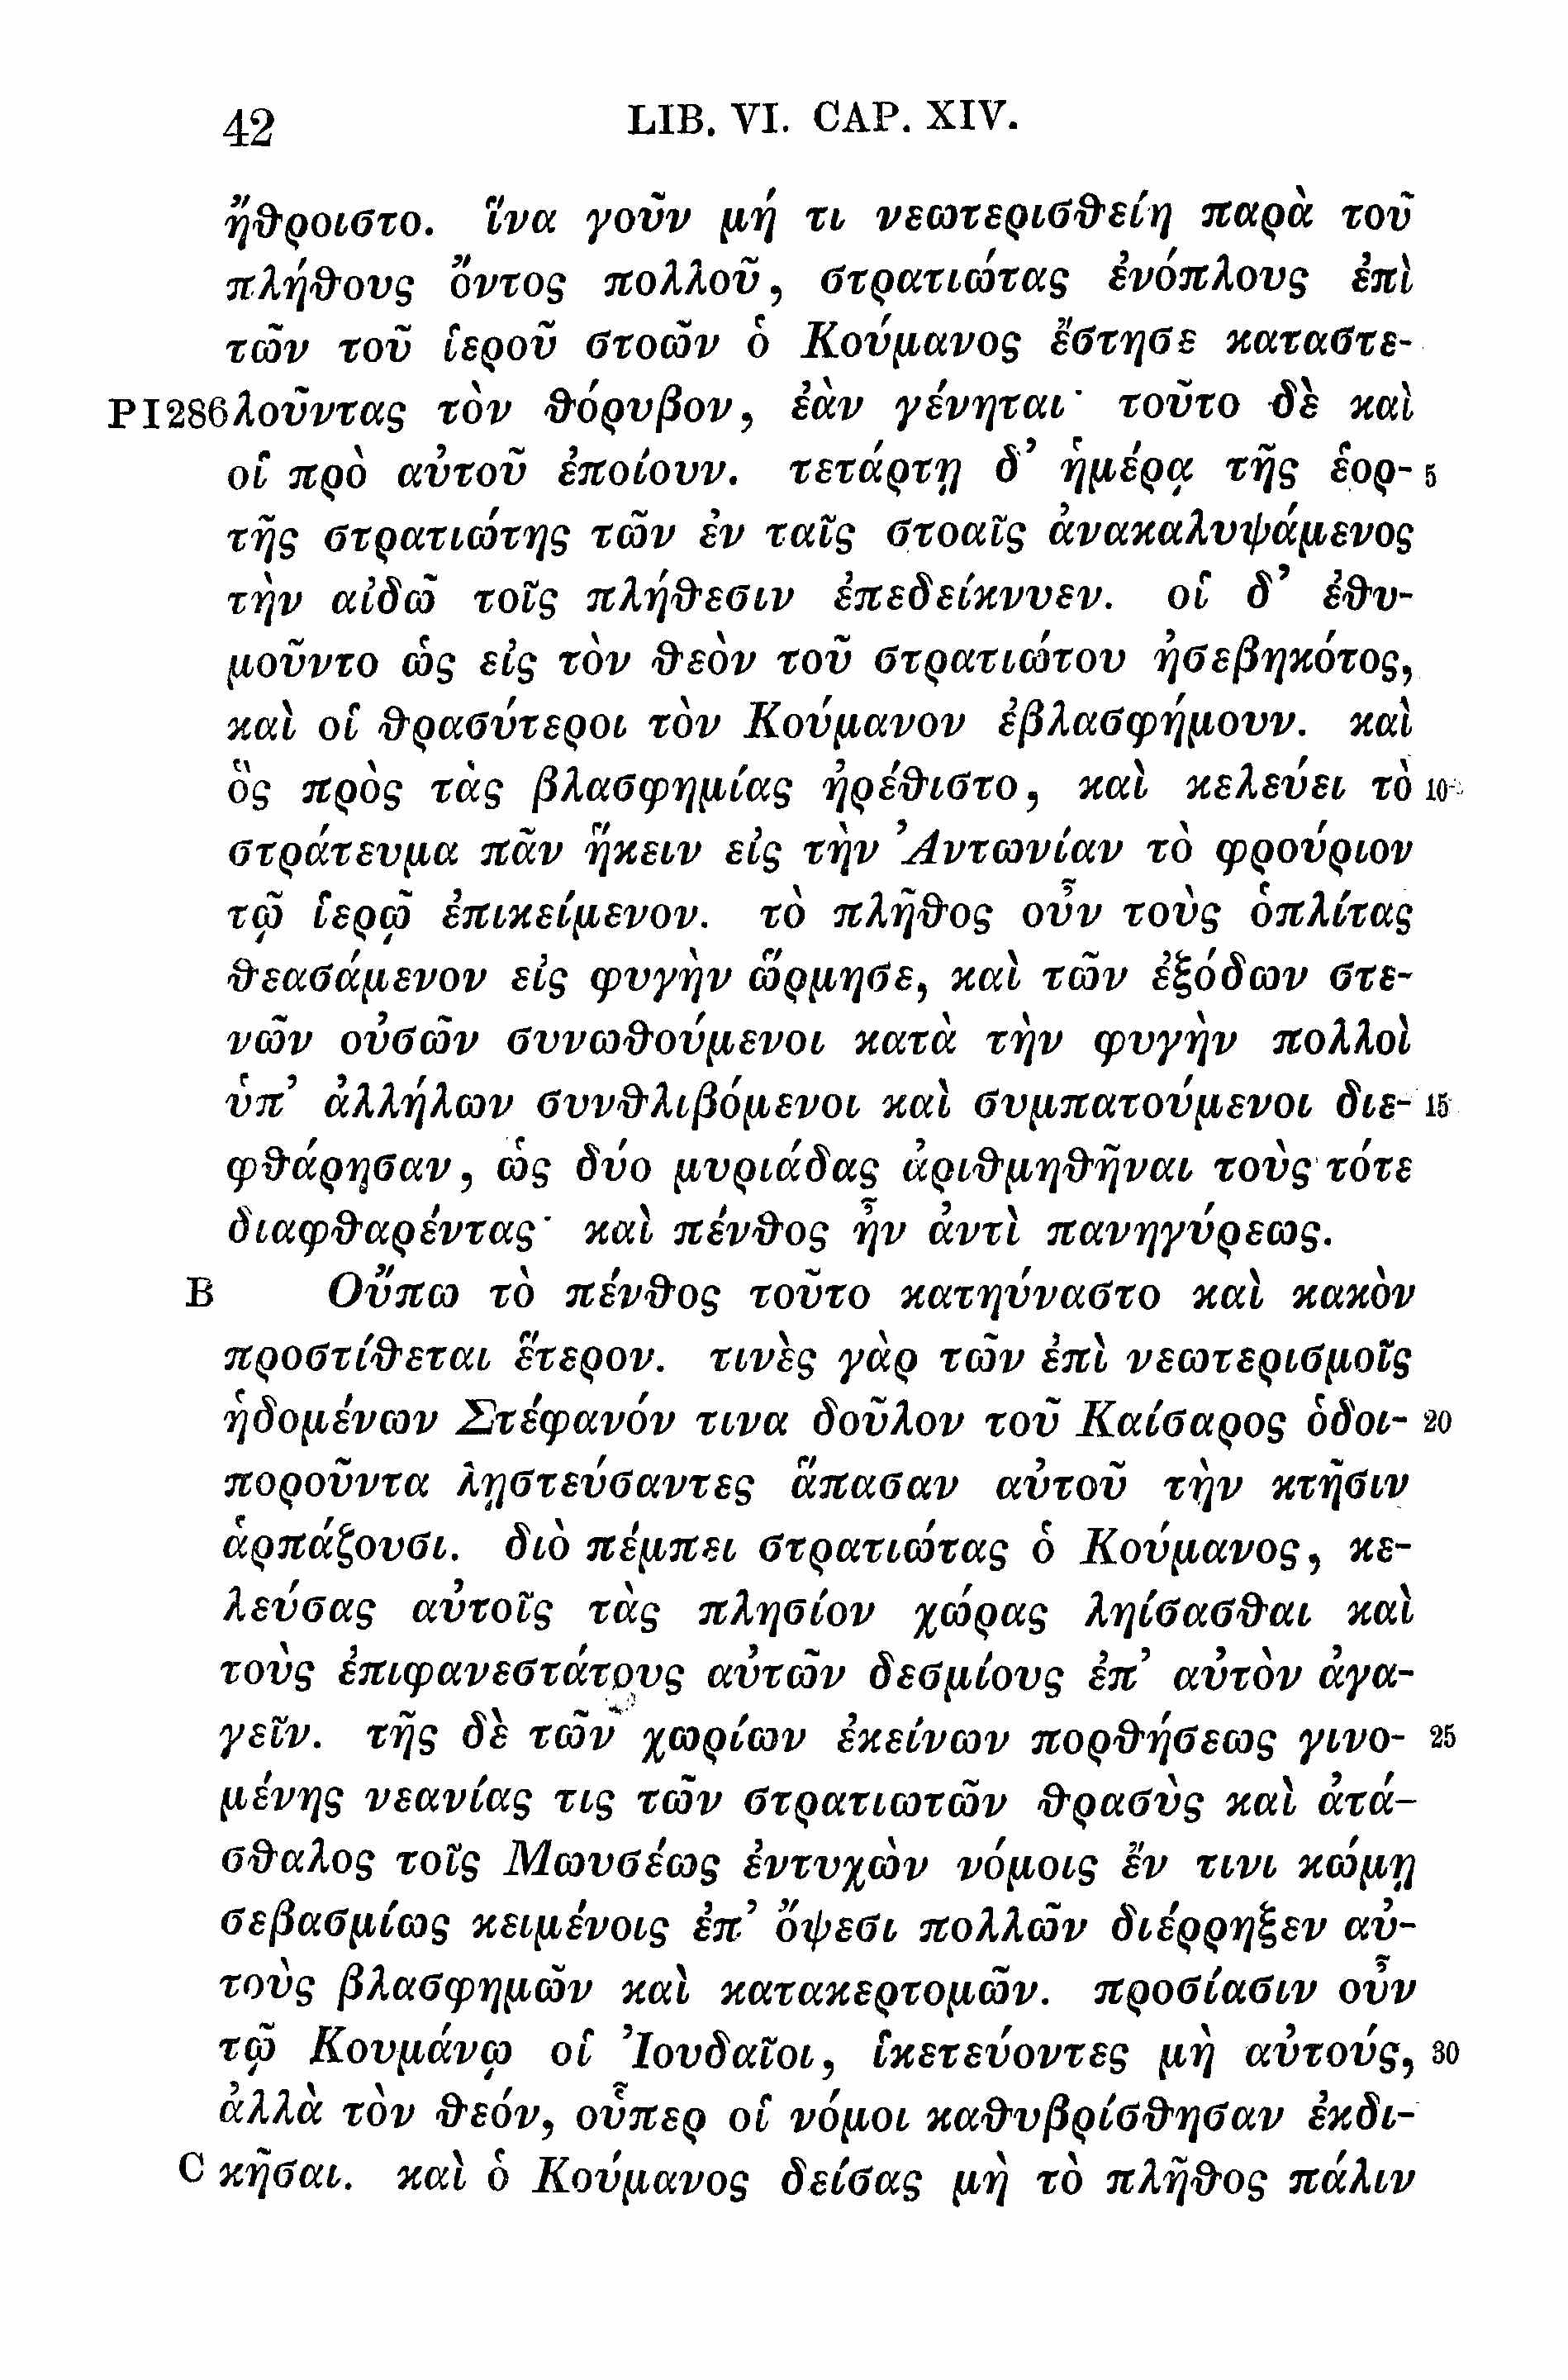 42 LIB. VI. CAP. XIV.
ἤθροιστο. ἵνα γοῦν μή τι νεωτερισθείη παρὰ τοῦ
πλήθους ὄντος πολλοῦ, στρατιώτας ἐνόπλους ἐπὶ
τῶν τοῦ ἱεροῦ στοῶν ὁ Κούμανος ἔστησε καταστε-
PI286 λοῦντας τὸν θόρυβον, ἐὰν γένηται· τοῦτο δὲ καὶ
οἱ πρὸ αὐτοῦ ἐποίουν. τετάρτῃ δ’ ἡμέρᾳ τῆς ἑορ- 5
τῆς στρατιώτης τῶν ἐν ταῖς στοαῖς ἀνακαλυψάμενος
τὴν αἰδῶ τοῖς πλήθεσιν ἐπεδείκνυεν. οἱ δ’ ἐθυ-
μοῦντο ὡς εἰς τὸν θεὸν τοῦ στρατιώτου ἠσεβηκότος,
καὶ οἱ θρασύτεροι τὸν Κούμανον ἐβλασφήμουν. καὶ
ὃς πρὸς τὰς βλασφημίας ἠρέθιστο, καὶ κελεύει τὸ 10
στράτευμα πᾶν ἥκειν εἰς τὴν Ἀντωνίαν τὸ φρούριον
τῷ ἱερῷ ἐπικείμενον. τὸ πλῆθος οὖν τοὺς ὁπλίτας
θεασάμενον εἰς φυγὴν ὥρμησε, καὶ τῶν ἐξόδων στε-
νῶν οὐσῶν συνωθούμενοι κατὰ τὴν φυγὴν πολλοὶ
ὑπ’ ἀλλήλων συνθλιβόμενοι καὶ συμπατούμενοι διε- 15
φθάρησαν, ὡς δύο μυριάδας ἀριθμηθῆναι τοὺς τότε
διαφθαρέντας· καὶ πένθος ἦν ἀντὶ πανηγύρεως.
B Οὔπω τὸ πένθος τοῦτο κατηύναστο καὶ κακὸν
προστίθεται ἕτερον. τινὲς γὰρ τῶν ἐπὶ νεωτερισμοῖς
ἡδομένων Στέφανόν τινα δοῦλον τοῦ Καίσαρος ὁδοι- 20
ποροῦντα λῃστεύσαντες ἅπασαν αὐτοῦ τὴν κτῆσιν
ἁρπάζουσι. διὸ πέμπει στρατιώτας ὁ Κούμανος, κε-
λεύσας αὐτοῖς τὰς πλησίον χώρας ληίσασθαι καὶ
τοὺς ἐπιφανεστάτους αὐτῶν δεσμίους ἐπ’ αὐτὸν ἀγα-
γεῖν. τῆς δὲ τῶν χωρίων ἐκείνων πορθήσεως γινο- 25
μένης νεανίας τις τῶν στρατιωτῶν θρασὺς καὶ ἀτά-
σθαλος τοῖς Μωυσέως ἐντυχὼν νόμοις ἔν τινι κώμῃ
σεβασμίως κειμένοις ἐπ’ ὄψεσι πολλῶν διέρρηξεν αὐ-
τοὺς βλασφημῶν καὶ κατακερτομῶν. προσίασιν οὖν
τῷ Κουμάνῳ οἱ Ἰουδαῖοι, ἱκετεύοντες μὴ αὐτούς, 30
ἀλλὰ τὸν θεόν, οὗπερ οἱ νόμοι καθυβρίσθησαν ἐκδι-
C κῆσαι. καὶ ὁ Κούμανος δείσας μὴ τὸ πλῆθος πάλιν